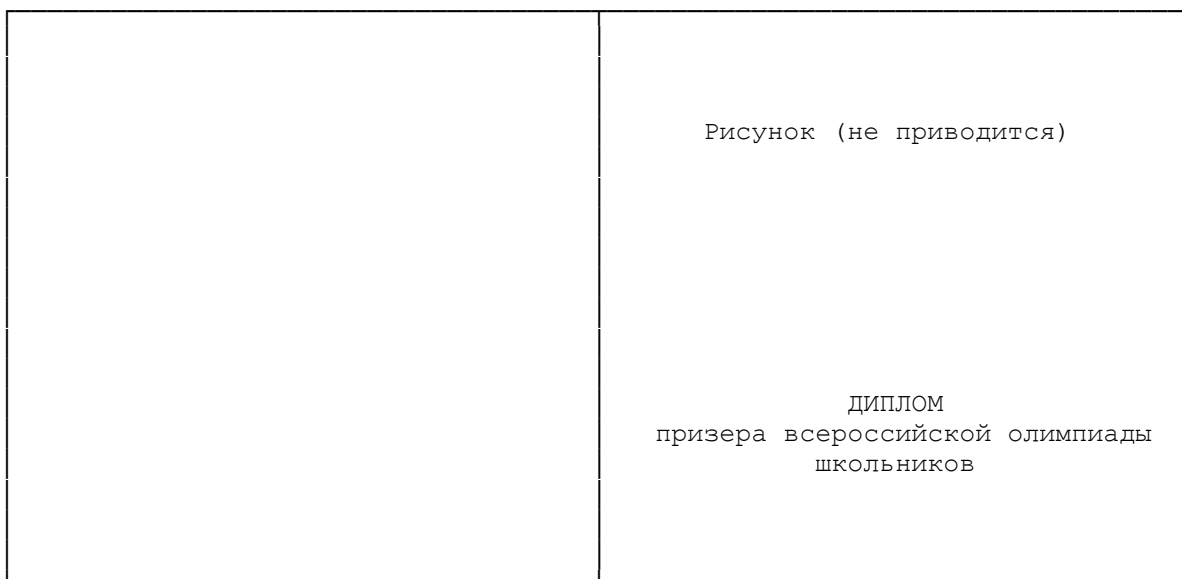 Рисунок (не приводится)
ДИПЛОМ
призера всероссийской олимпиады
школьников